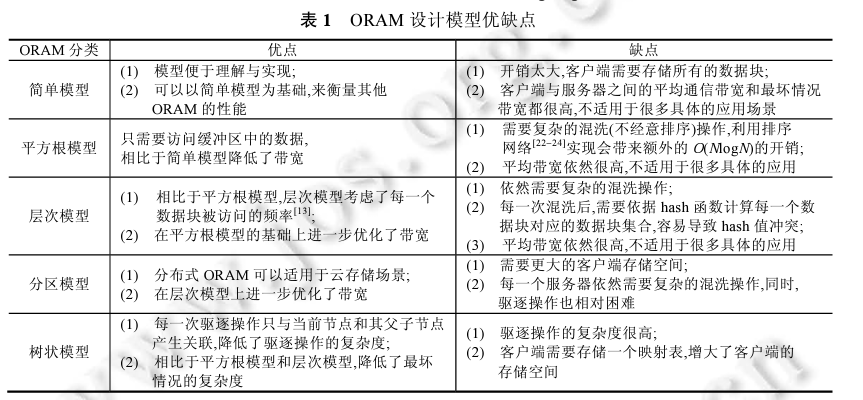 表 1 ORAM 设计模型优缺点
ORAM 分类 优点 缺点
简单模型
(1) 模型便于理解与实现;
(2) 可以以简单模型为基础,来衡量其他
ORAM 的性能
(1) 开销太大,客户端需要存储所有的数据块;
(2) 客户端与服务器之间的平均通信带宽和最坏情况
带宽都很高,不适用于很多具体的应用场景
平方根模型
只需要访问缓冲区中的数据,
相比于简单模型降低了带宽
(1) 需要复杂的混洗(不经意排序)操作,利用排序
网络[22−24]实现会带来额外的 O(NlogN)的开销;
(2) 平均带宽依然很高,不适用于很多具体的应用
层次模型
(1) 相比于平方根模型,层次模型考虑了每一个
数据块被访问的频率[13];
(2) 在平方根模型的基础上进一步优化了带宽
(1) 依然需要复杂的混洗操作;
(2) 每一次混洗后,需要依据 hash 函数计算每一个数
据块对应的数据块集合,容易导致 hash 值冲突;
(3) 平均带宽依然很高,不适用于很多具体的应用
分区模型
(1) 分布式 ORAM 可以适用于云存储场景;
(2) 在层次模型上进一步优化了带宽
(1) 需要更大的客户端存储空间;
(2) 每一个服务器依然需要复杂的混洗操作,同时,
驱逐操作也相对困难
树状模型
(1) 每一次驱逐操作只与当前节点和其父子节点
产生关联,降低了驱逐操作的复杂度;
(2) 相比于平方根模型和层次模型,降低了最坏
情况的复杂度
(1) 驱逐操作的复杂度很高;
(2) 客户端需要存储一个映射表,增大了客户端的
存储空间